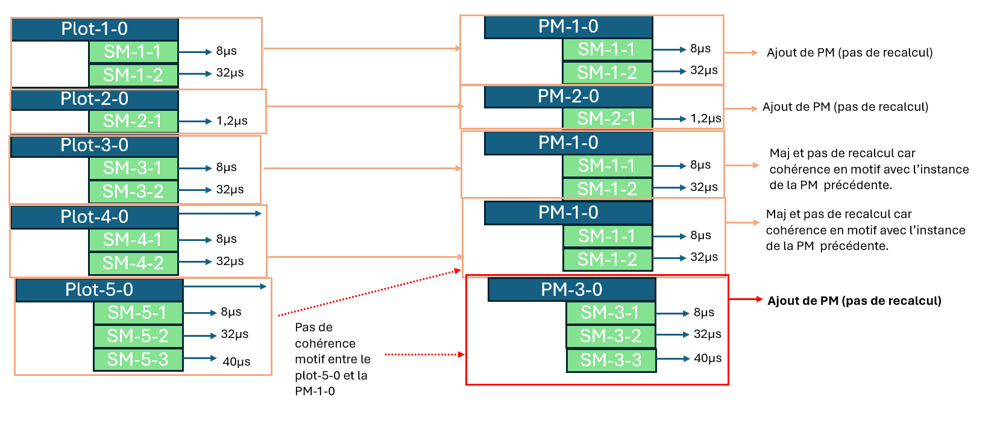 Plot-1-0
SM-1-1
8µs
SM-1-2
32µs
Plot-2-0
SM-2-1
1,2µs
Plot-3-0
SM-3-1
8µs
SM-3-2
32µs
Plot-4-0
SM-4-1
8µs
SM-4-2
32µs
Plot-5-0
SM-5-1
8µs
SM-5-2
32µs
SM-5-3
40µs
Pas de
cohérence
motif entre le
plot-5-0 et la
PM-1-0
PM-1-0
SM-1-1
8µs
SM-1-2
32µs
PM-2-0
SM-2-1
1,2µs
PM-1-0
SM-1-1
8µs
SM-1-2
32µs
PM-1-0
SM-1-1
8µs
SM-1-2
32µs
PM-3-0
SM-3-1
8µs
SM-3-2
32µs
SM-3-3
40µs
Ajout de PM (pas de recalcul)
Ajout de PM (pas de recalcul)
Maj et pas de recalcul car
cohérence en motif avec l’instance
de la PM précédente.
Maj et pas de recalcul car
cohérence en motif avec l’instance
de la PM précédente.
Ajout de PM (pas de recalcul)